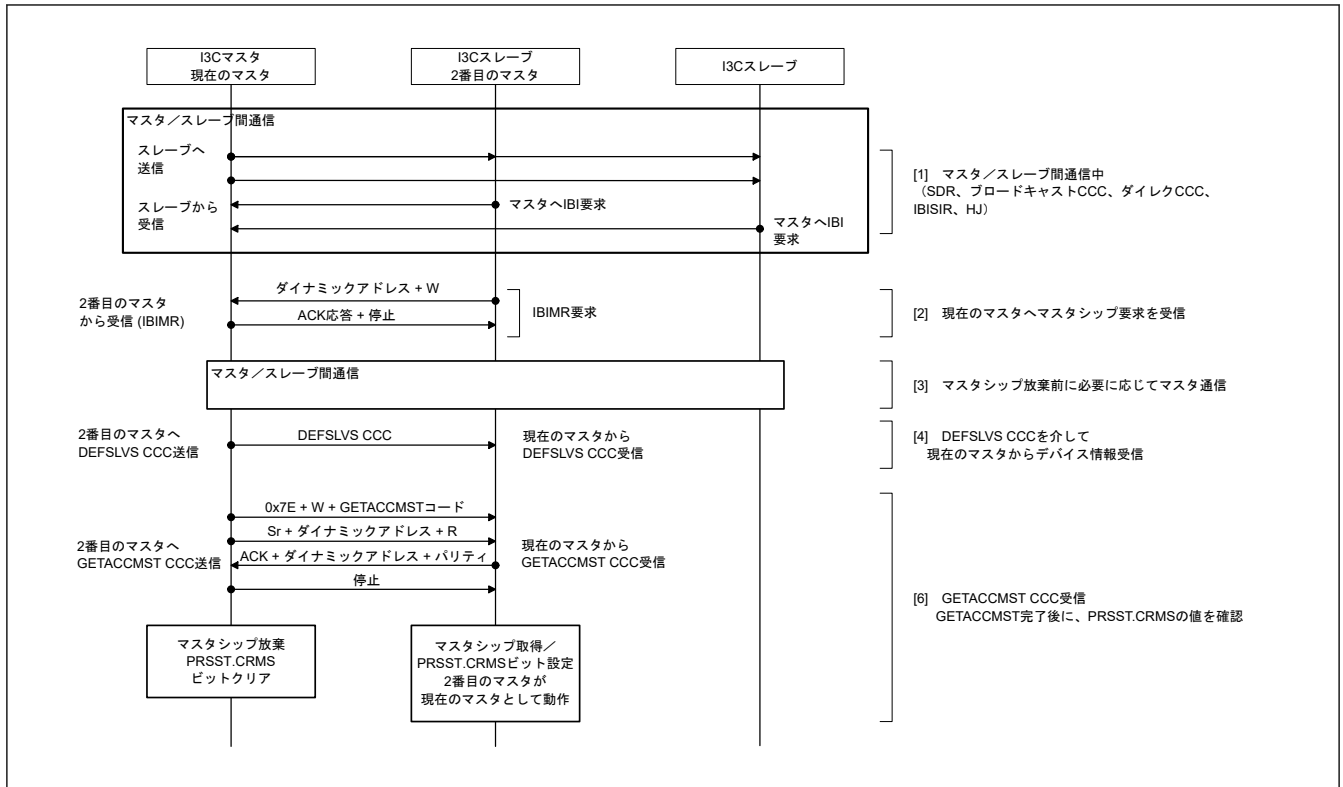 I3Cマスタ
現在のマスタ
I3Cスレーブ
2番目のマスタ
I3Cスレーブ
マスタ／スレーブ間通信
スレーブへ
送信
スレーブから
受信
マスタへIBI要求
マスタへIBI
要求
[1] マスタ／スレーブ間通信中
（SDR、ブロードキャストCCC、ダイレクCCC、
IBISIR、HJ）
2番目のマスタ
から受信 (IBIMR)
ダイナミックアドレス + W
ACK応答 + 停止
IBIMR要求
[2] 現在のマスタへマスタシップ要求を受信
マスタ／スレーブ間通信
[3] マスタシップ放棄前に必要に応じてマスタ通信
2番目のマスタへ
DEFSLVS CCC送信
DEFSLVS CCC
現在のマスタから
DEFSLVS CCC受信
[4] DEFSLVS CCCを介して
現在のマスタからデバイス情報受信
2番目のマスタへ
GETACCMST CCC送信
0x7E + W + GETACCMSTコード
Sr + ダイナミックアドレス + R
ACK + ダイナミックアドレス + パリティ
停止
現在のマスタから
GETACCMST CCC受信
[6] GETACCMST CCC受信
GETACCMST完了後に、PRSST.CRMSの値を確認
マスタシップ放棄
PRSST.CRMS
ビットクリア
マスタシップ取得／
PRSST.CRMSビット設定
2番目のマスタが
現在のマスタとして動作